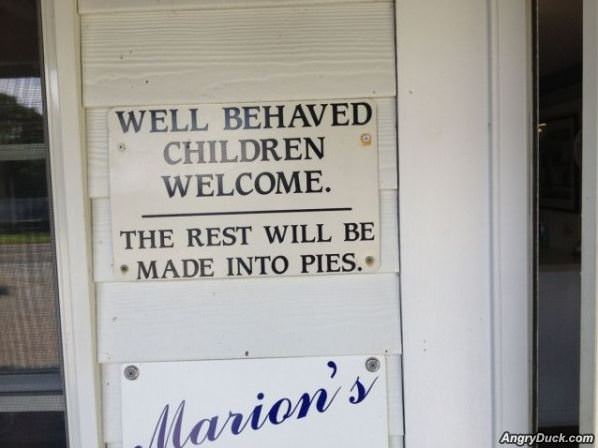 WELL BEHAVED
CHILDREN
WELCOME.
THE REST WILL BE
MADE INTO PIES.
Marion's
AngryDuck.com